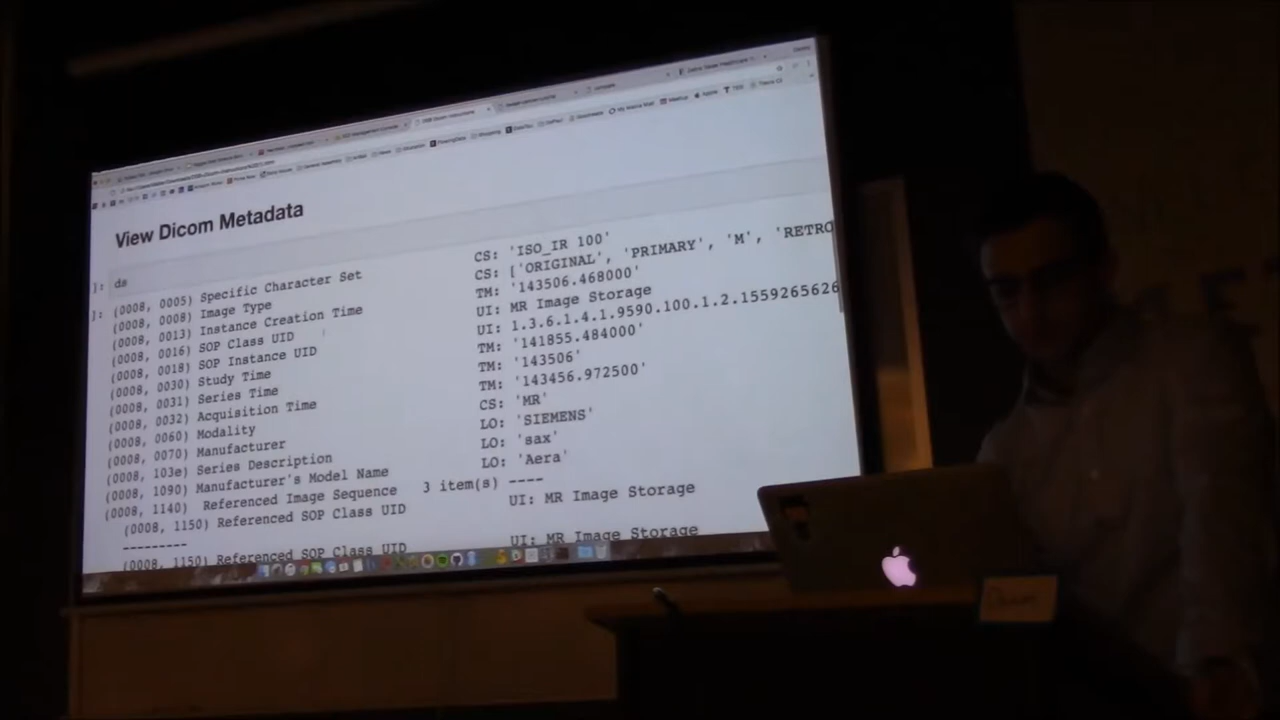 View Dicom Metadata
]: ds
]: (0008, 0005) Specific Character Set CS: 'ISO_IR 100'
(0008, 0008) Image Type CS: ['ORIGINAL', 'PRIMARY', 'M', 'RETRO
(0008, 0013) Instance Creation Time TM: '143506.468000'
(0008, 0016) SOP Class UID UI: MR Image Storage
(0008, 0018) SOP Instance UID UI: 1.3.6.1.4.1.9590.100.1.2.1559265626
(0008, 0030) Study Time TM: '141855.484000'
(0008, 0031) Series Time TM: '143506'
(0008, 0032) Acquisition Time TM: '143456.972500'
(0008, 0060) Modality CS: 'MR'
(0008, 0070) Manufacturer LO: 'SIEMENS'
(0008, 103e) Series Description LO: 'sax'
(0008, 1090) Manufacturer's Model Name LO: 'Aera'
(0008, 1140) Referenced Image Sequence 3 item(s) ----
(0008, 1150) Referenced SOP Class UID UI: MR Image Storage
---------
(0008, 1150) Referenced SOP Class UID UI: MR Image Storage